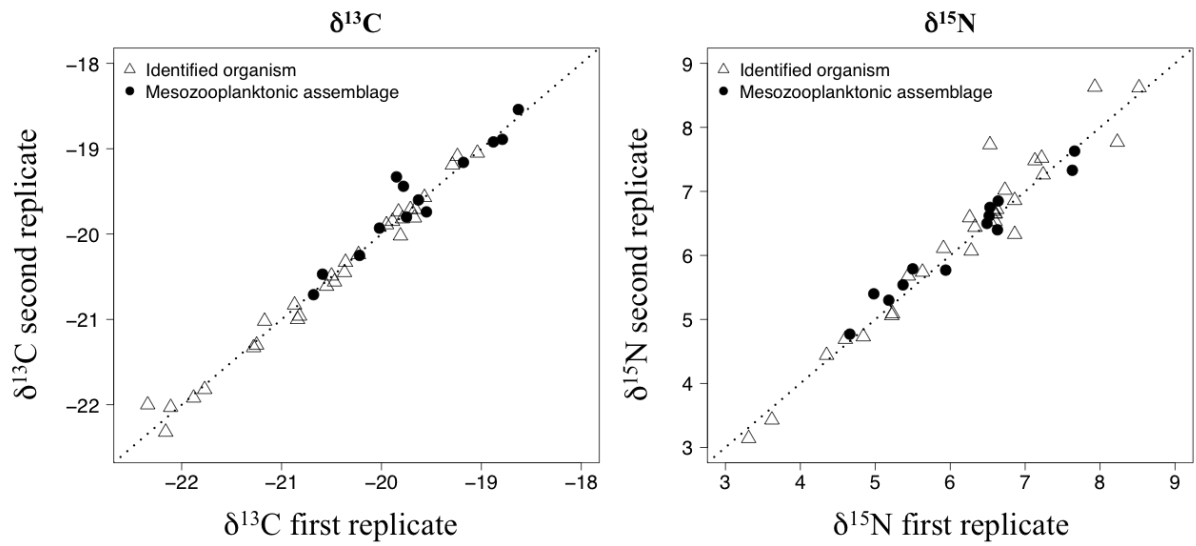 δ¹³C
δ¹³C second replicate
−18
−19
−20
−21
−22
△ Identified organism
● Mesozooplanktonic assemblage
−22 −21 −20 −19 −18
δ¹³C first replicate
δ¹⁵N
δ¹⁵N second replicate
9
8
7
6
5
4
3
△ Identified organism
● Mesozooplanktonic assemblage
3 4 5 6 7 8 9
δ¹⁵N first replicate